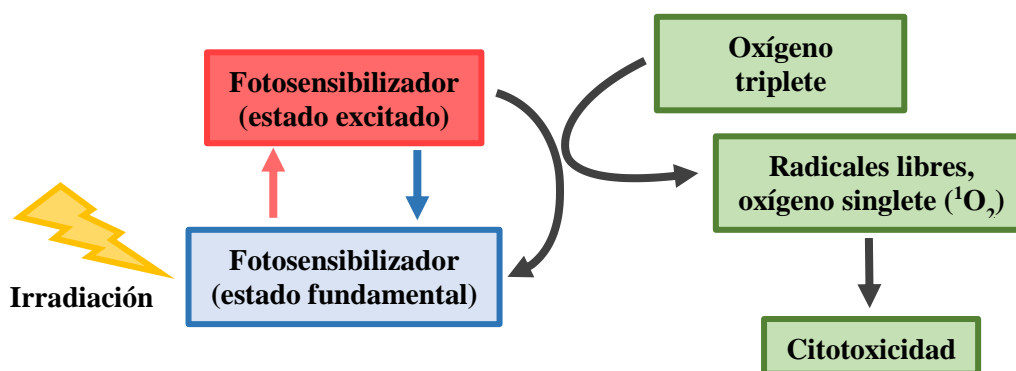 Oxígeno
triplete
Fotosensibilizador
(estado excitado)
Radicales libres,
oxígeno singlete (¹O₂)
Fotosensibilizador
(estado fundamental)
Irradiación
Citotoxicidad